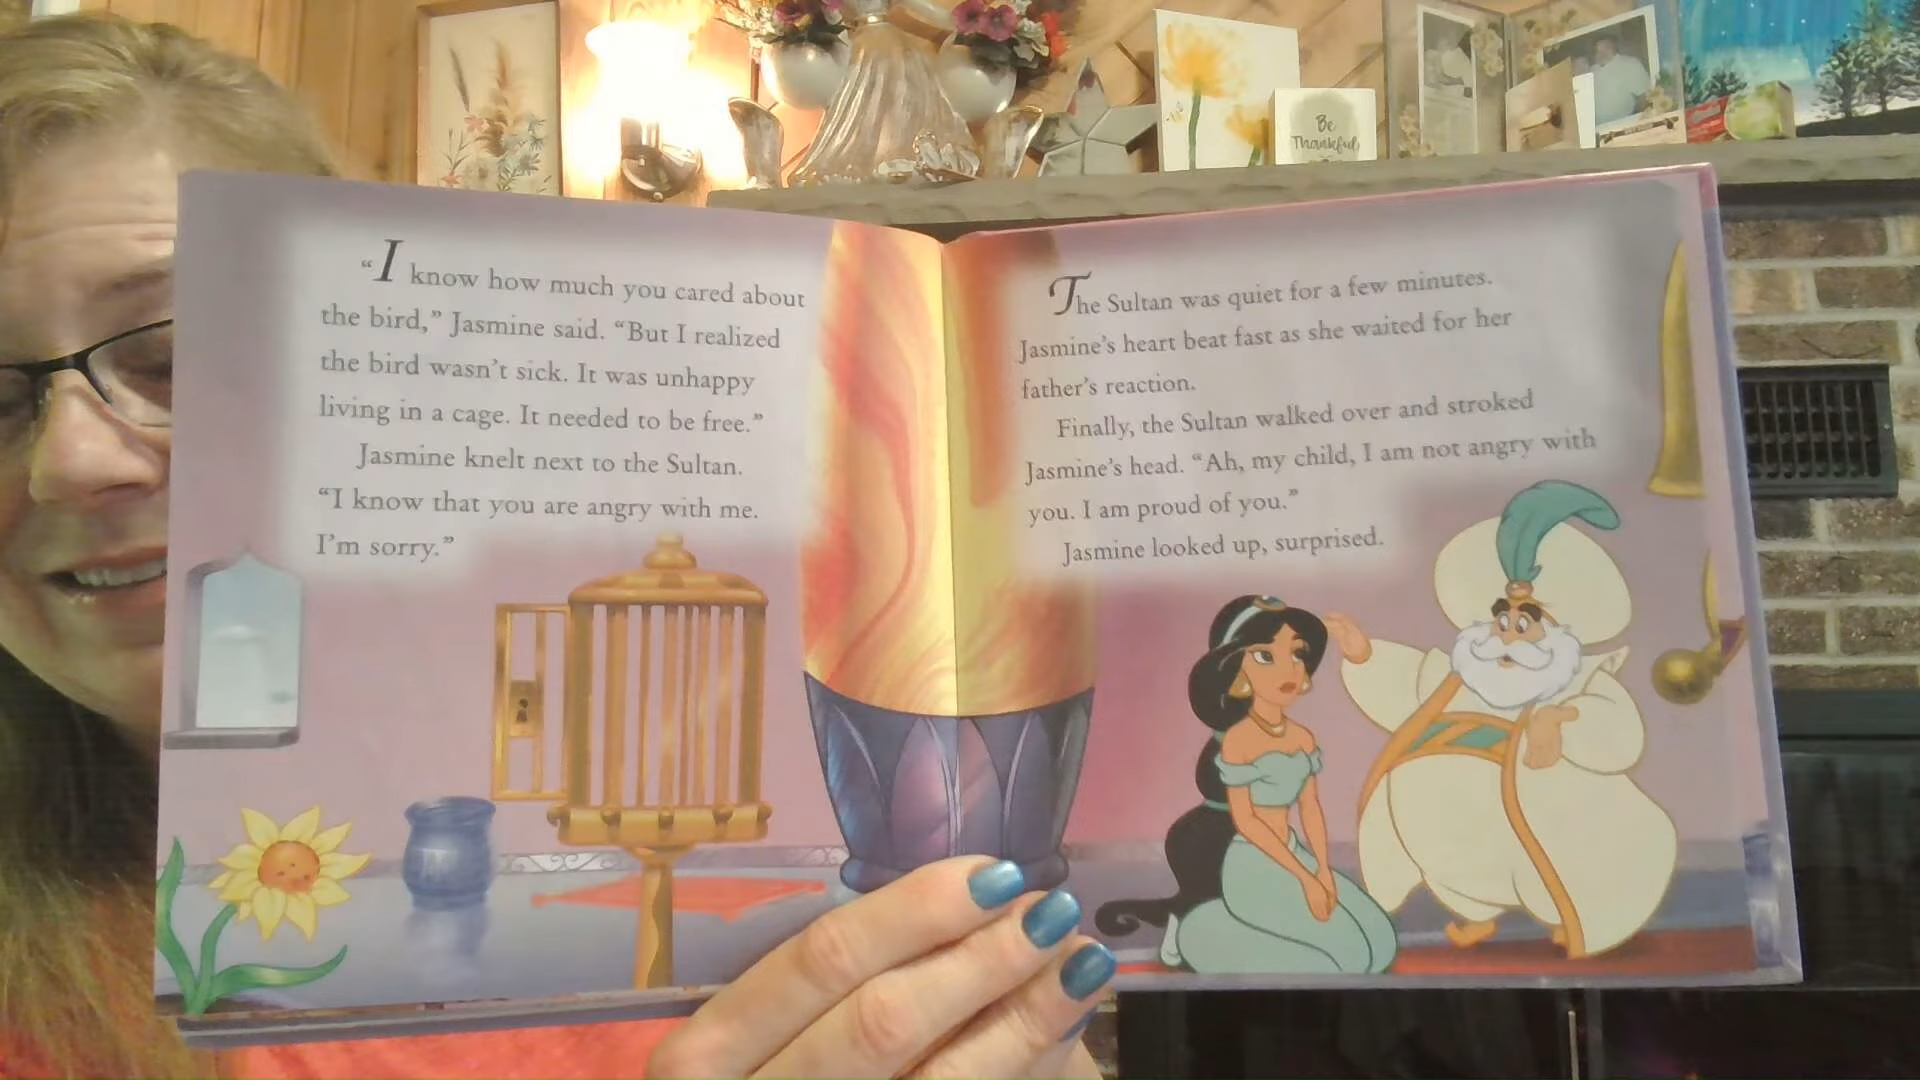 Be
Thankful
“I know how much you cared about
the bird,” Jasmine said. “But I realized
the bird wasn’t sick. It was unhappy
living in a cage. It needed to be free.”
Jasmine knelt next to the Sultan.
“I know that you are angry with me.
I’m sorry.”
The Sultan was quiet for a few minutes.
Jasmine’s heart beat fast as she waited for her
father’s reaction.
Finally, the Sultan walked over and stroked
Jasmine’s head. “Ah, my child, I am not angry with
you. I am proud of you.”
Jasmine looked up, surprised.